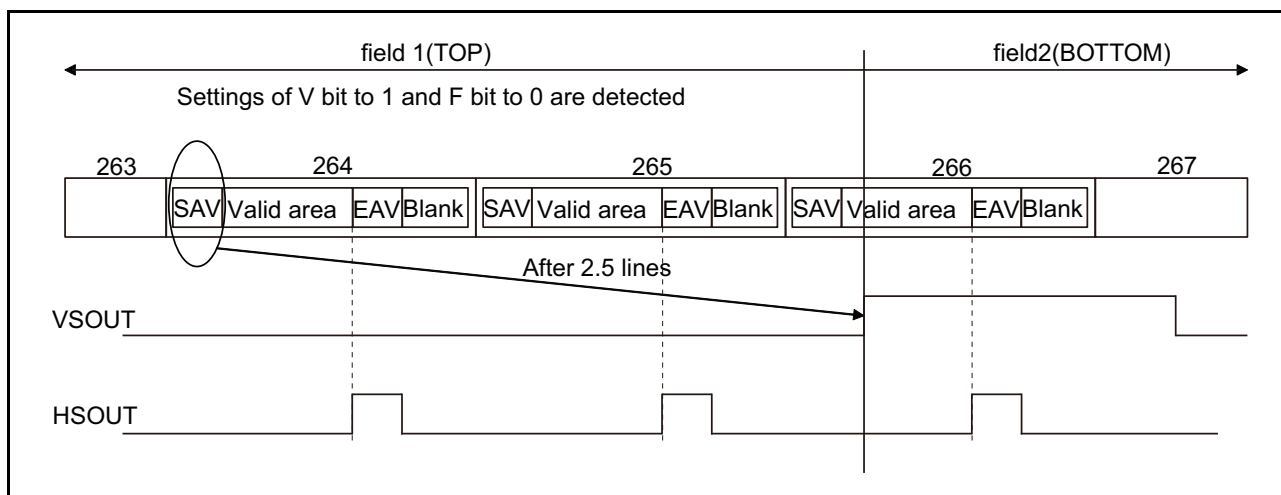 field 1(TOP) field2(BOTTOM)
Settings of V bit to 1 and F bit to 0 are detected
263 264 265 266 267
SAV Valid area EAV Blank SAV Valid area EAV Blank SAV Valid area EAV Blank
After 2.5 lines
VSOUT
HSOUT